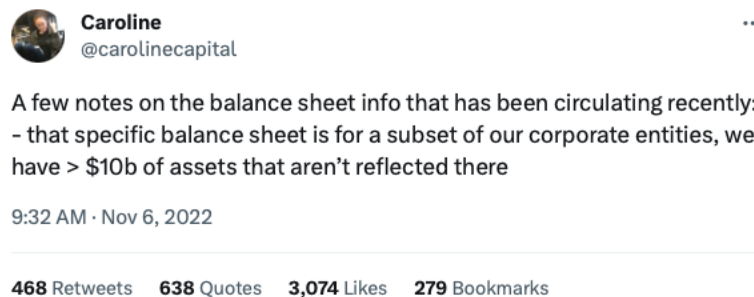 Caroline
@carolinecapital
A few notes on the balance sheet info that has been circulating recently:
- that specific balance sheet is for a subset of our corporate entities, we
have > $10b of assets that aren’t reflected there
9:32 AM · Nov 6, 2022
468 Retweets 638 Quotes 3,074 Likes 279 Bookmarks